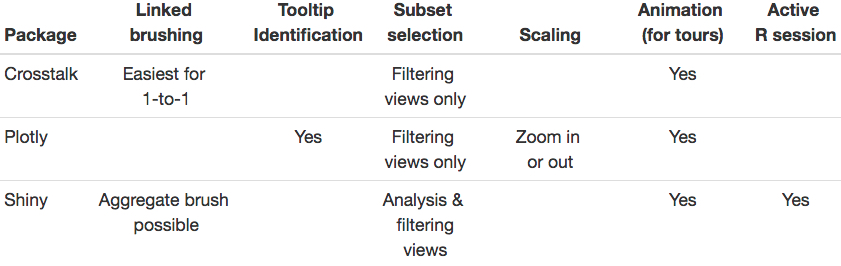 Package Linked brushing Tooltip Identification Subset selection Scaling Animation (for tours) Active R session
Crosstalk Easiest for 1-to-1 Filtering views only Yes
Plotly Yes Filtering views only Zoom in or out Yes
Shiny Aggregate brush possible Analysis & filtering views Yes Yes